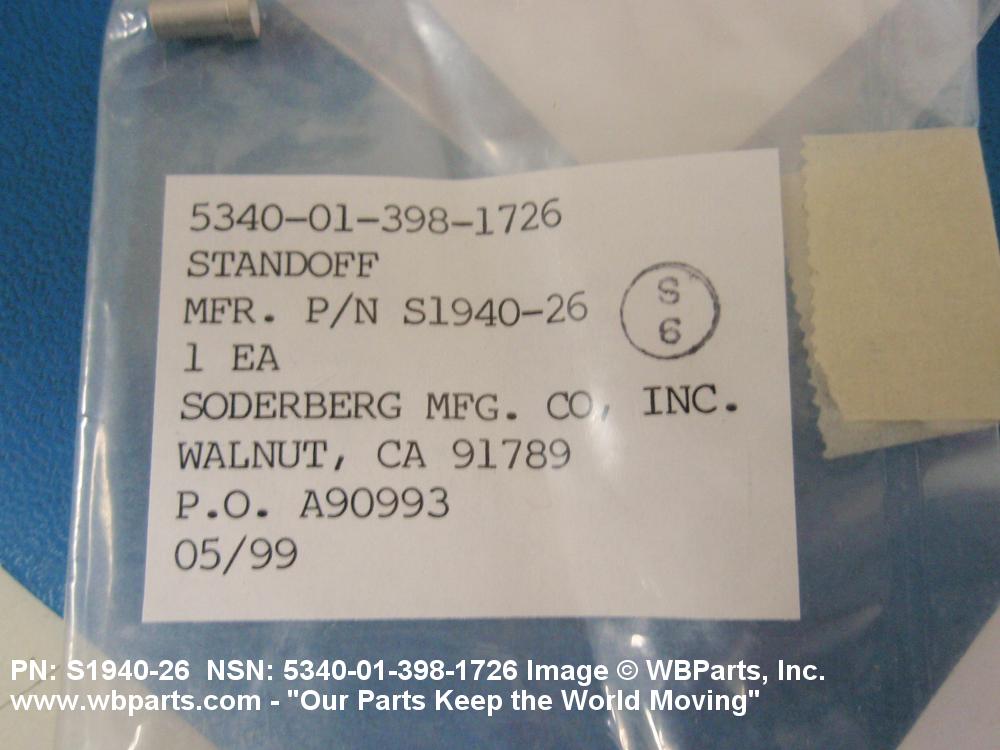 5340-01-398-1726
STANDOFF
MFR. P/N S1940-26
S
6
1 EA
SODERBERG MFG. CO, INC.
WALNUT, CA 91789
P.O. A90993
05/99
PN: S1940-26 NSN: 5340-01-398-1726 Image © WBParts, Inc.
www.wbparts.com - "Our Parts Keep the World Moving"